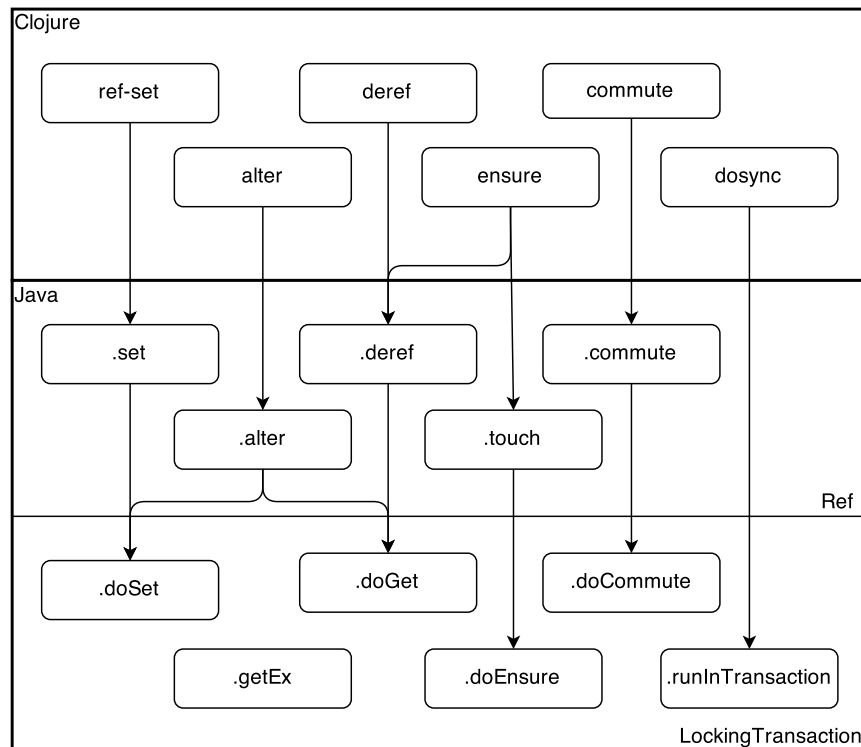 Clojure
ref-set
deref
commute
alter
ensure
dosync
Java
.set
.deref
.commute
.alter
.touch
Ref
.doSet
.doGet
.doCommute
.getEx
.doEnsure
.runInTransaction
LockingTransaction